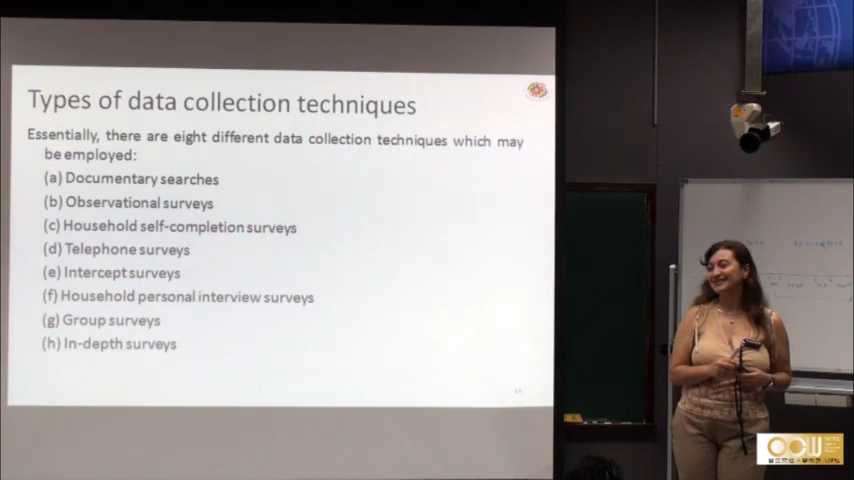 Types of data collection techniques
Essentially, there are eight different data collection techniques which may
be employed:
(a) Documentary searches
(b) Observational surveys
(c) Household self-completion surveys
(d) Telephone surveys
(e) Intercept surveys
(f) Household personal interview surveys
(g) Group surveys
(h) In-depth surveys
OCW